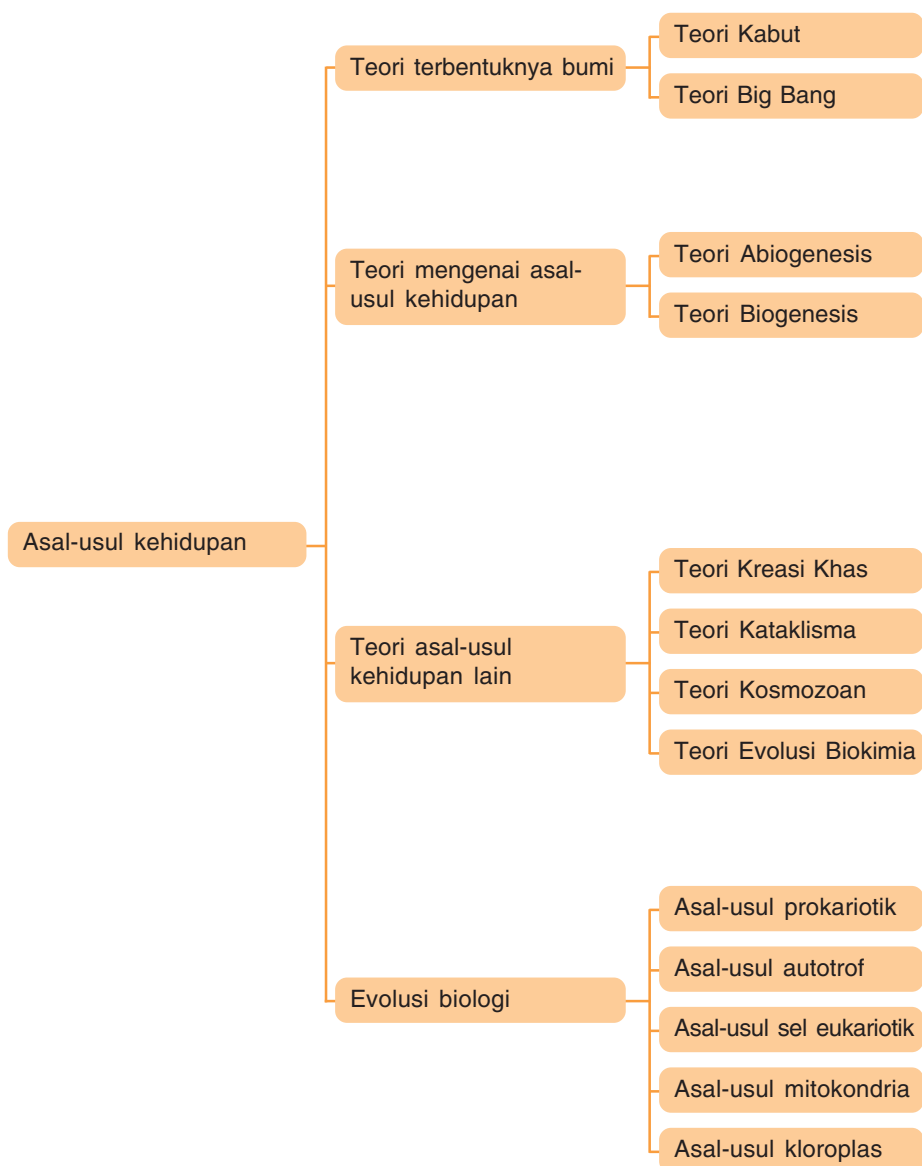 Asal-usul kehidupan
Teori terbentuknya bumi
Teori Kabut
Teori Big Bang
Teori mengenai asal-
usul kehidupan
Teori Abiogenesis
Teori Biogenesis
Teori asal-usul
kehidupan lain
Teori Kreasi Khas
Teori Kataklisma
Teori Kosmozoan
Teori Evolusi Biokimia
Evolusi biologi
Asal-usul prokariotik
Asal-usul autotrof
Asal-usul sel eukariotik
Asal-usul mitokondria
Asal-usul kloroplas